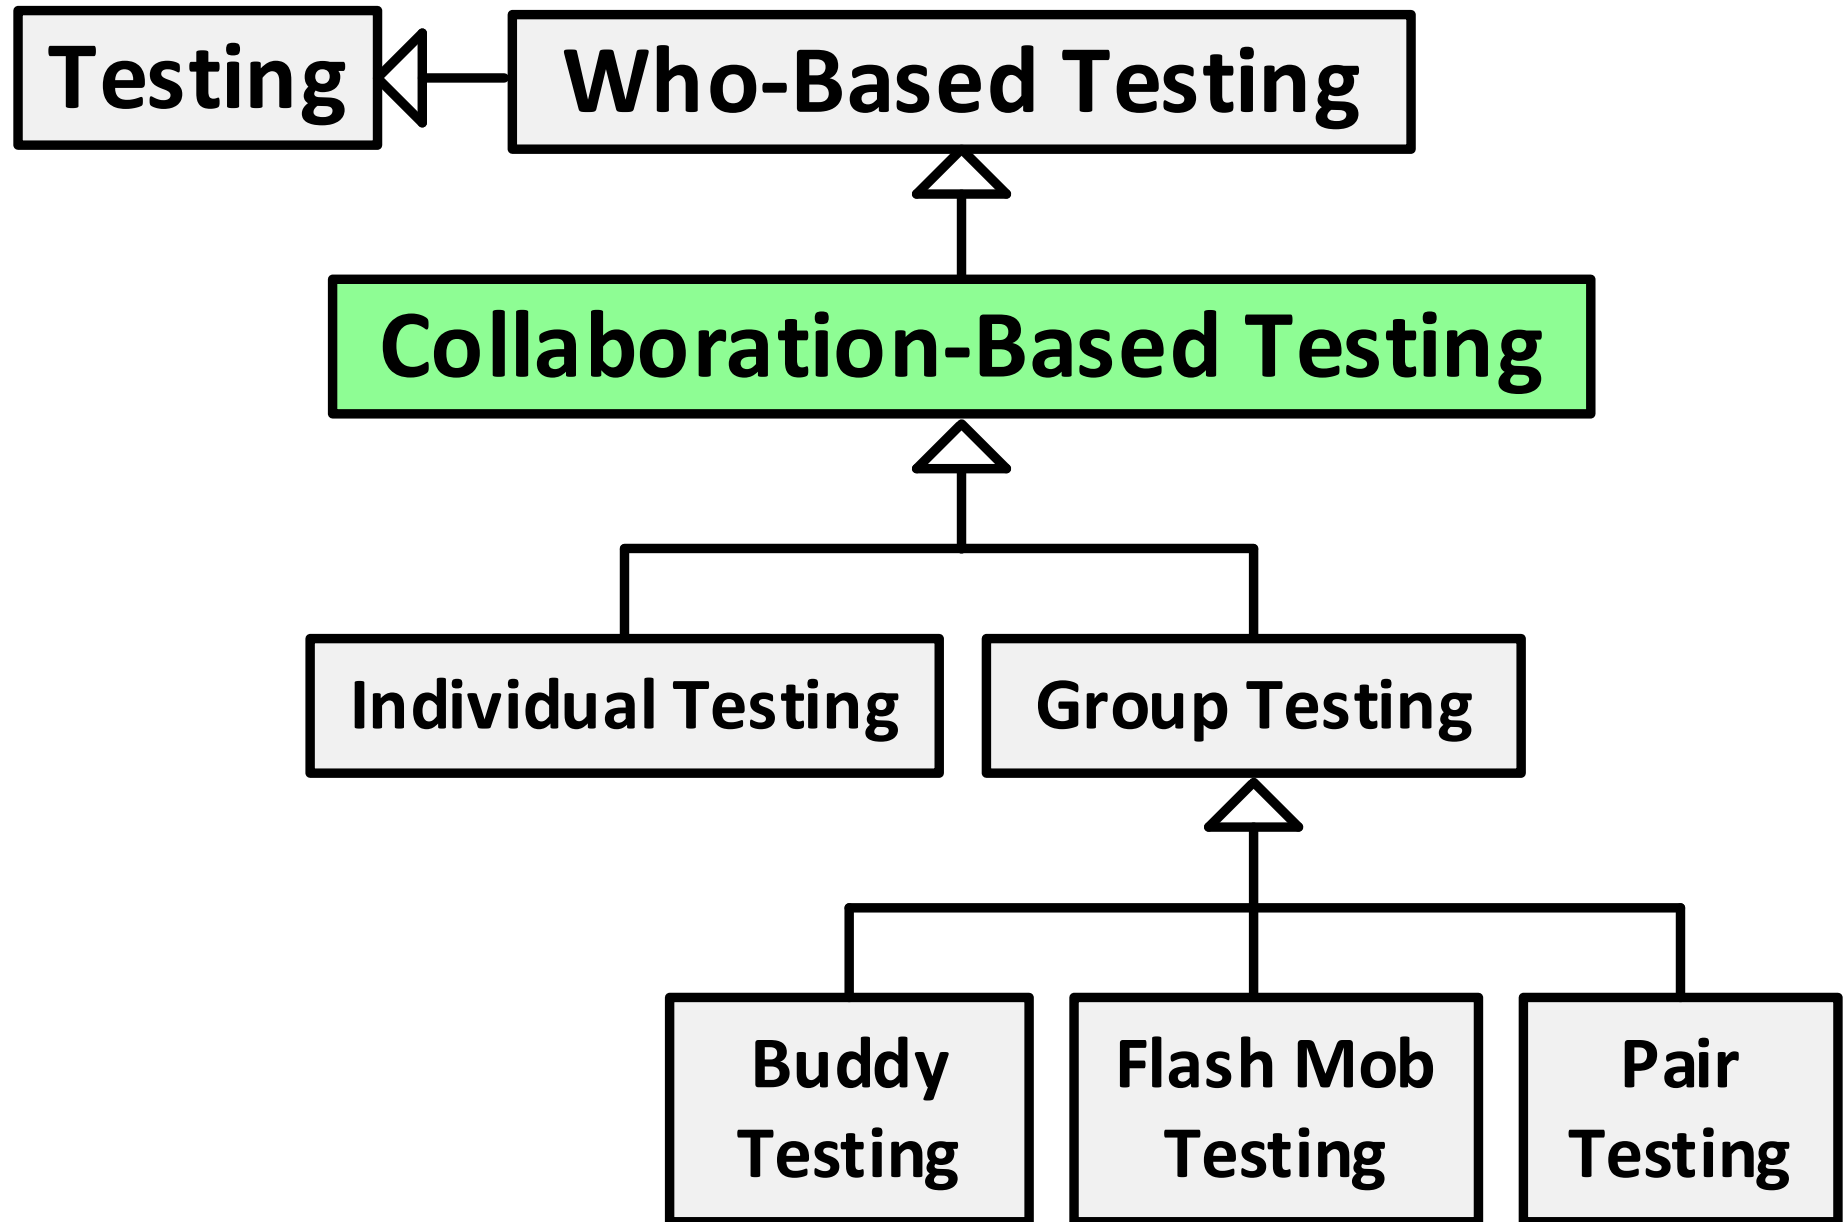 Testing
Who-Based Testing
Collaboration-Based Testing
Individual Testing
Group Testing
Buddy
Testing
Flash Mob
Testing
Pair
Testing